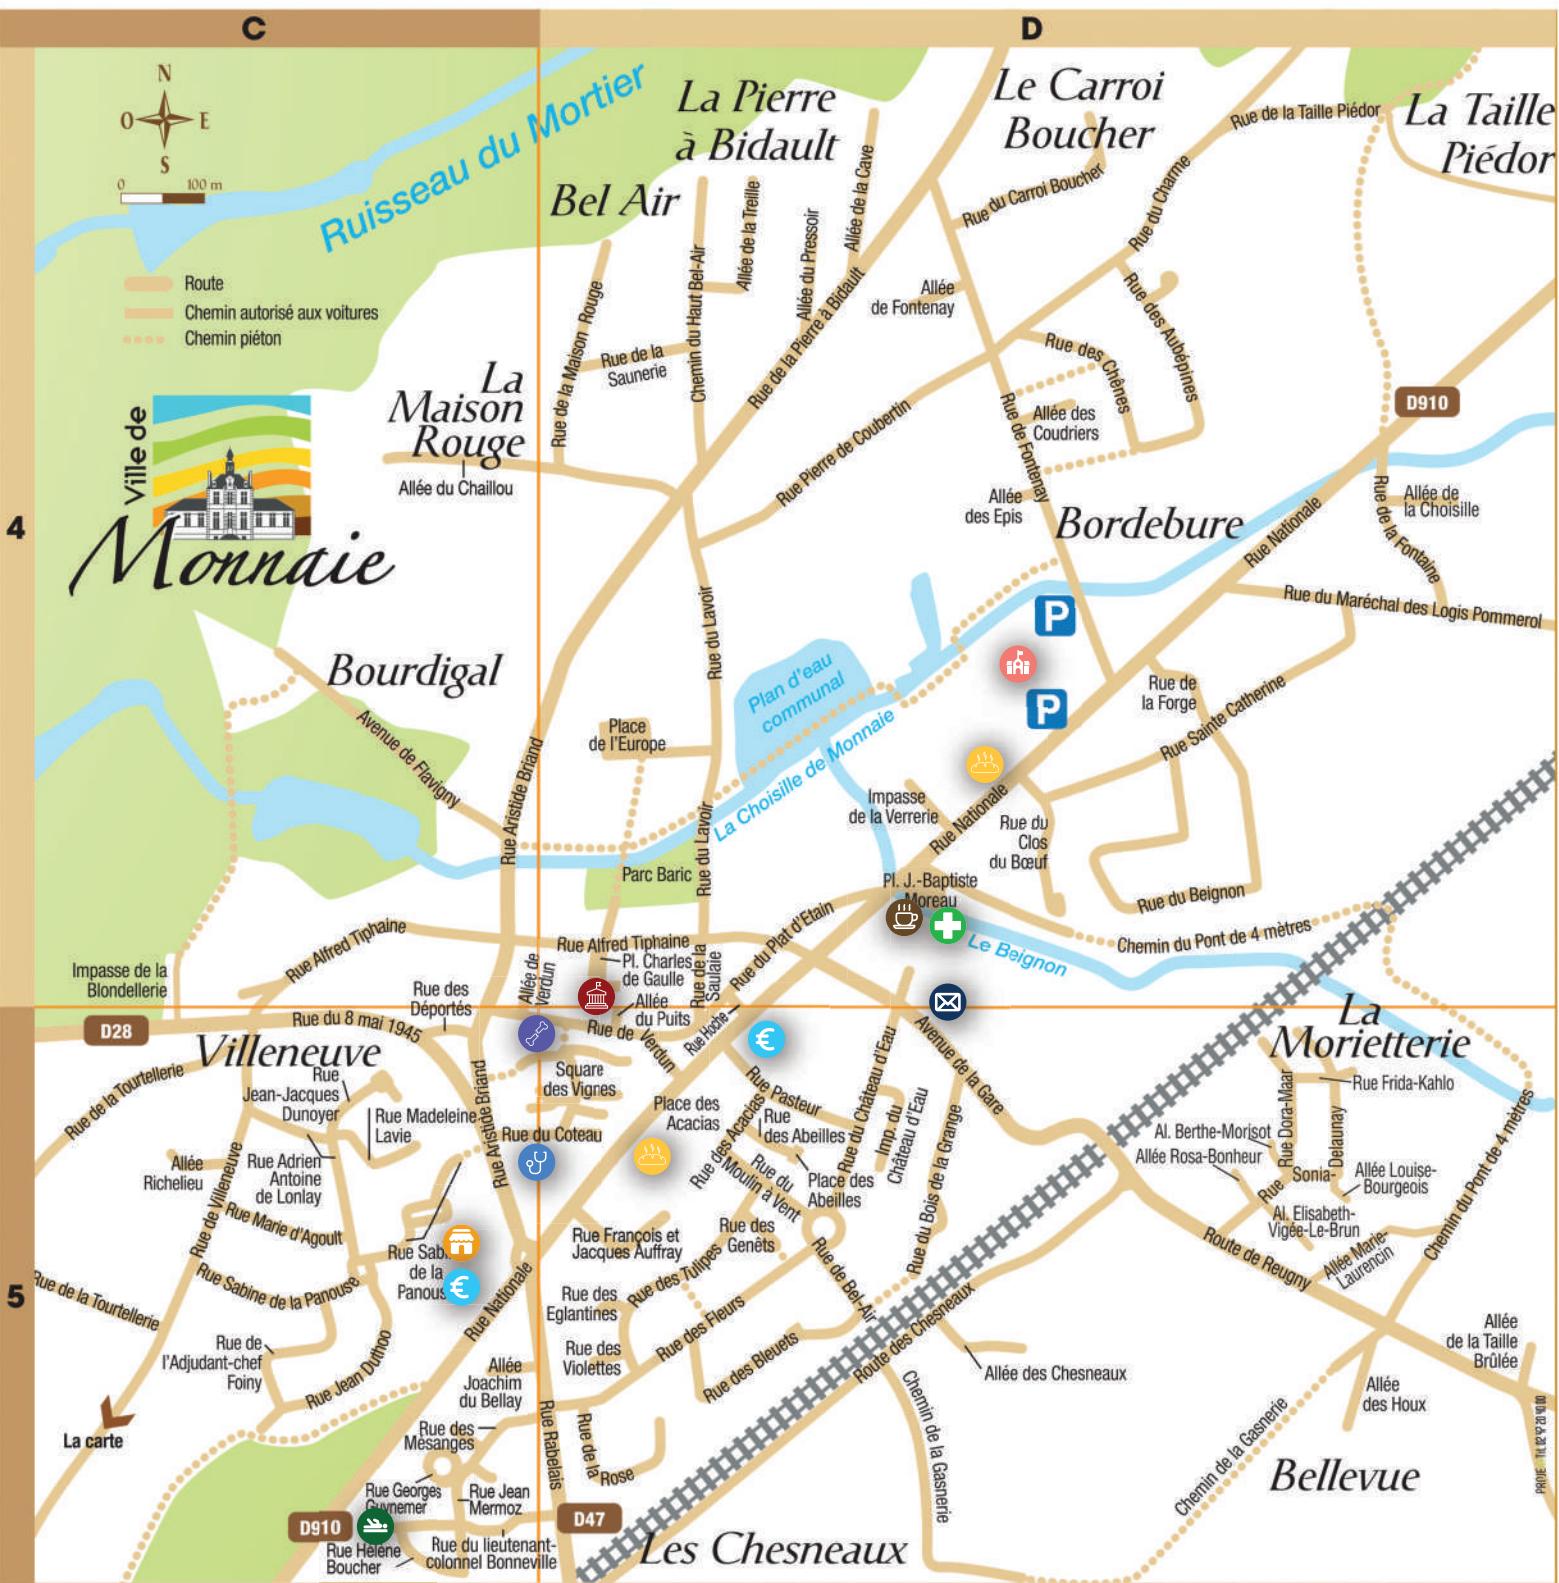 C
D
N
O
E
S
0
100 m
Ruisseau du Mortier
La Pierre
à Bidault
Bel Air
Le Carroi
Boucher
Rue de la Taille Piédor
La Taille
Piédor
Rue du Carroi Boucher
Rue du Charme
Allée de la Cave
Allée de la Treille
Allée du Pressoir
Chemin du Haut Bel-Air
Rue de la Maison Rouge
Rue de la Pierre à Bidault
Allée
de Fontenay
Rue des Aubépines
Route
Chemin autorisé aux voitures
Chemin piéton
Rue de la
Saunerie
Rue des Chênes
La
Maison
Rouge
Allée du Chaillou
Rue Pierre de Coubertin
Rue de Fontenay
Allée des
Coudriers
D910
Ville de
Monnaie
4
Allée
des Epis
Bordebure
Rue Nationale
Rue de la Fontaine
Allée de
la Choisille
Rue du Maréchal des Logis Pommerol
Rue du Lavoir
P
P
Bourdigal
Plan d'eau
communal
Rue de
la Forge
Rue Sainte Catherine
Avenue de Flavigny
Place
de l'Europe
Rue Aristide Briand
La Choisille de Monnaie
Impasse
de la Verrerie
Rue Nationale
Rue du
Clos
du Bœuf
Parc Baric
Rue du Lavoir
Pl. J.-Baptiste
Moreau
Rue du Beignon
Le Beignon
Chemin du Pont de 4 mètres
Rue Alfred Tiphaine
Rue Alfred Tiphaine
Rue du Plat d'Etain
Impasse de la
Blondellerie
Rue des
Déportés
Allée de
Verdun
Pl. Charles
de Gaulle
Allée
du Puits
Rue de la
Saulaie
D28
Rue du 8 mai 1945
Rue de Verdun
Rue Hoche
€
Villeneuve
La
Morietterie
Rue de la Tourtellerie
Rue
Jean-Jacques
Dunoyer
Rue Madeleine
Lavie
Rue Aristide Briand
Square
des Vignes
Rue du Coteau
Place des
Acacias
Rue des Acacias
Rue Pasteur
Rue
des Abeilles
Place des
Abeilles
Rue du Château d'Eau
Imp. du
Château d'Eau
Avenue de la Gare
Rue du Bois de la Grange
Rue Frida-Kahlo
Rue Dora-Maar
Al. Berthe-Morisot
Allée Rosa-Bonheur
Rue Sonia-Delaunay
Allée Louise-
Bourgeois
Al. Elisabeth-
Vigée-Le-Brun
Allée Marie-
Laurencin
Chemin du Pont de 4 mètres
Allée
Richelieu
Rue de Villeneuve
Rue Adrien
Antoine
de Lonlay
Rue Marie d'Agoult
Rue Sabine de la Panouse
Rue de la Tourtellerie
Rue Sab
de la
Panous
€
5
Rue du
Moulin à Vent
Rue François et
Jacques Auffray
Rue des
Genêts
Rue des Tulipes
Rue de Bel-Air
Route de Reugny
Rue Nationale
Rue des
Eglantines
Rue des
Violettes
Rue des Fleurs
Rue des Bleuets
Route des Chesneaux
Allée des Chesneaux
Allée
de la Taille
Brûlée
Rue de
l'Adjudant-chef
Foiny
Rue Jean Duthoo
Allée
Joachim
du Bellay
Rue des
Mésanges
Rue Rabelais
Rue de la
Rose
Chemin de la Gasnerie
Chemin de la Gasnerie
Allée
des Houx
La carte
Rue Georges
Guynemer
Rue Jean
Mermoz
Bellevue
D910
D47
Rue Hélène
Boucher
Rue du lieutenant-
colonnel Bonneville
Les Chesneaux